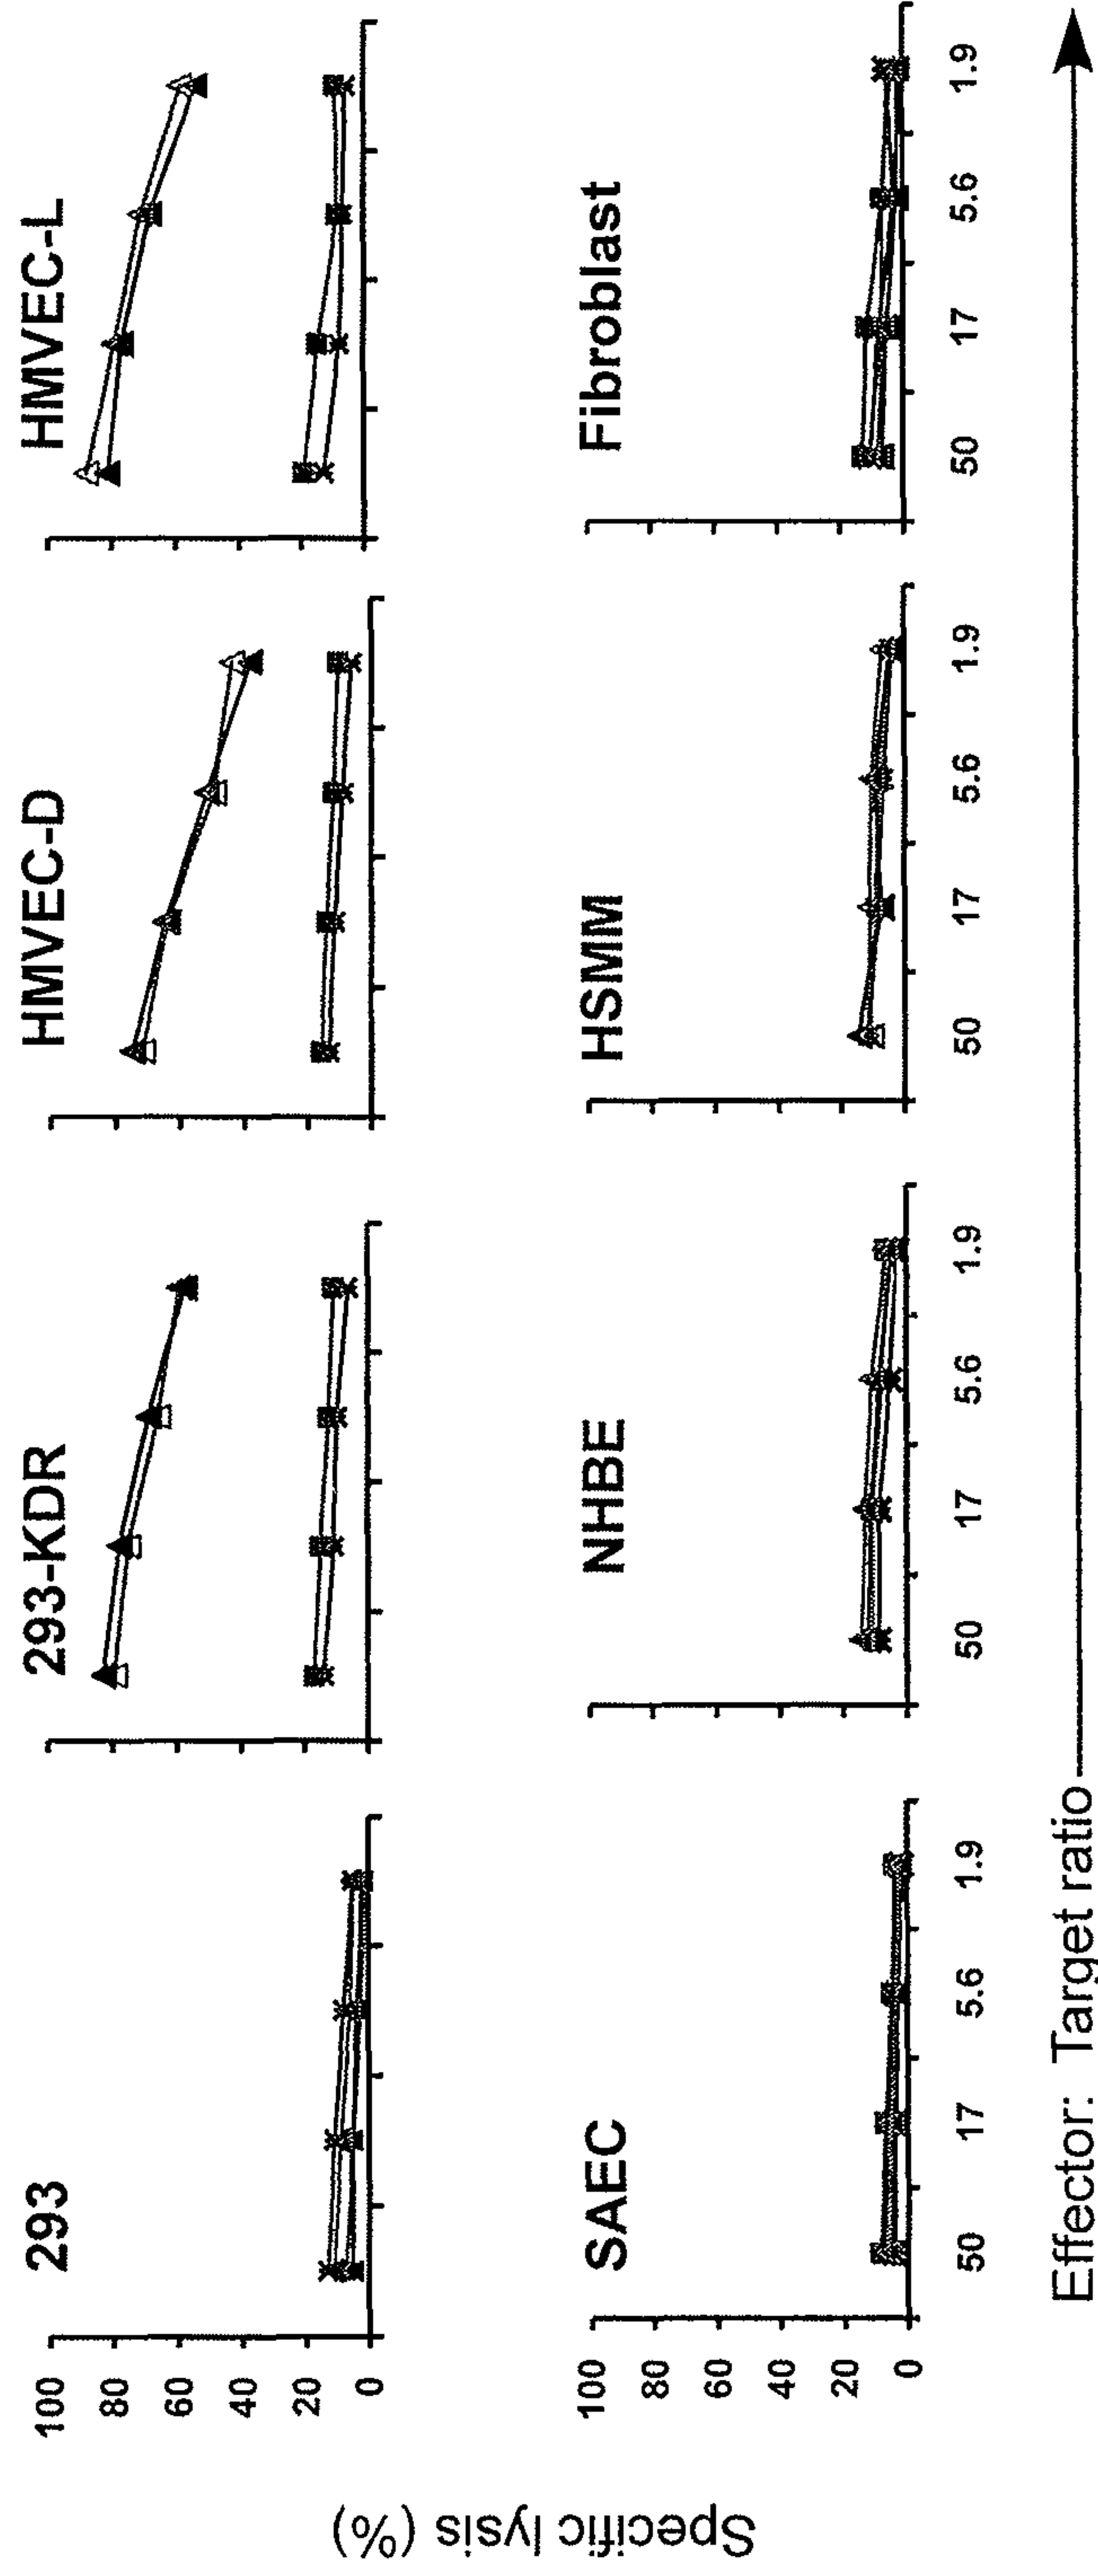 293
293-KDR
HMVEC-D
HMVEC-L
100
80
60
40
20
0
SAEC
NHBE
HSMM
Fibroblast
100
80
60
40
20
0
50 17 5.6 1.9
50 17 5.6 1.9
50 17 5.6 1.9
50 17 5.6 1.9
Specific lysis (%)
Effector: Target ratio